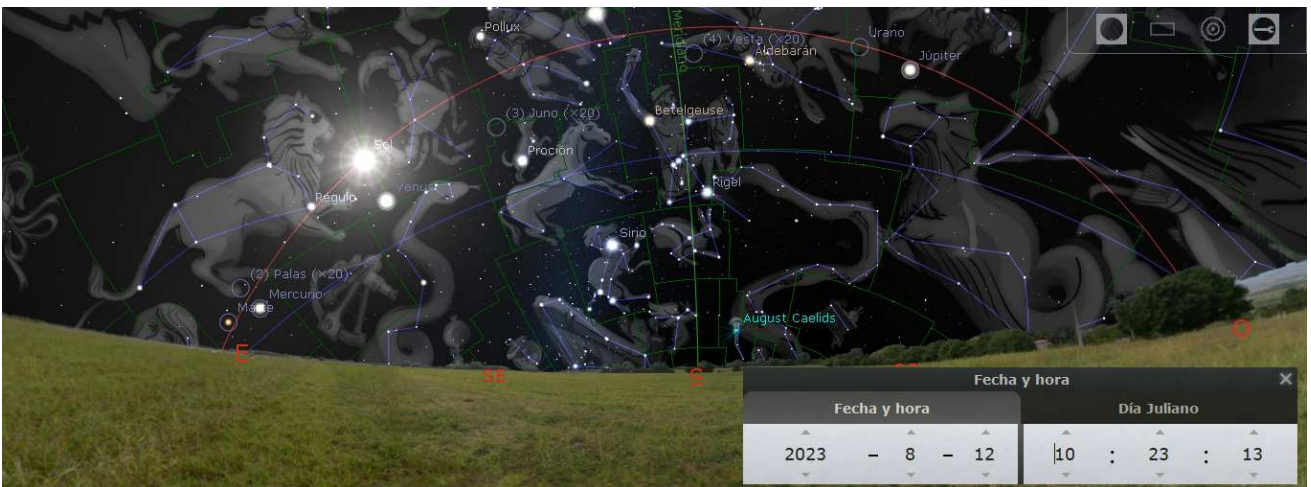 Pollux
Meridiano
(4) Vesta (×20)
Aldebarán
Urano
Júpiter
(3) Juno (×20)
Betelgeuse
Sol
Proción
Régulo
Venus
Rigel
Sirio
(2) Palas (×20)
Mercurio
Marte
August Caelids
E
SE
S
O
Fecha y hora ×
Fecha y hora
Día Juliano
2023 – 8 – 12
10 : 23 : 13